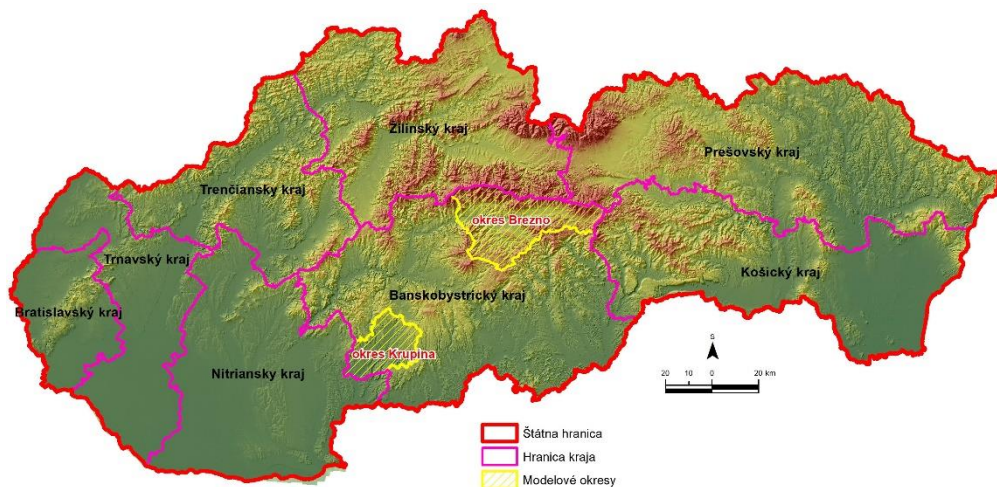 Žilinský kraj
Prešovský kraj
Trenčiansky kraj
okres Brezno
Trnavský kraj
Košický kraj
Banskobystrický kraj
Bratislavský kraj
okres Krupina
Nitriansky kraj
S
20 10 0 20 km
Štátna hranica
Hranica kraja
Modelové okresy